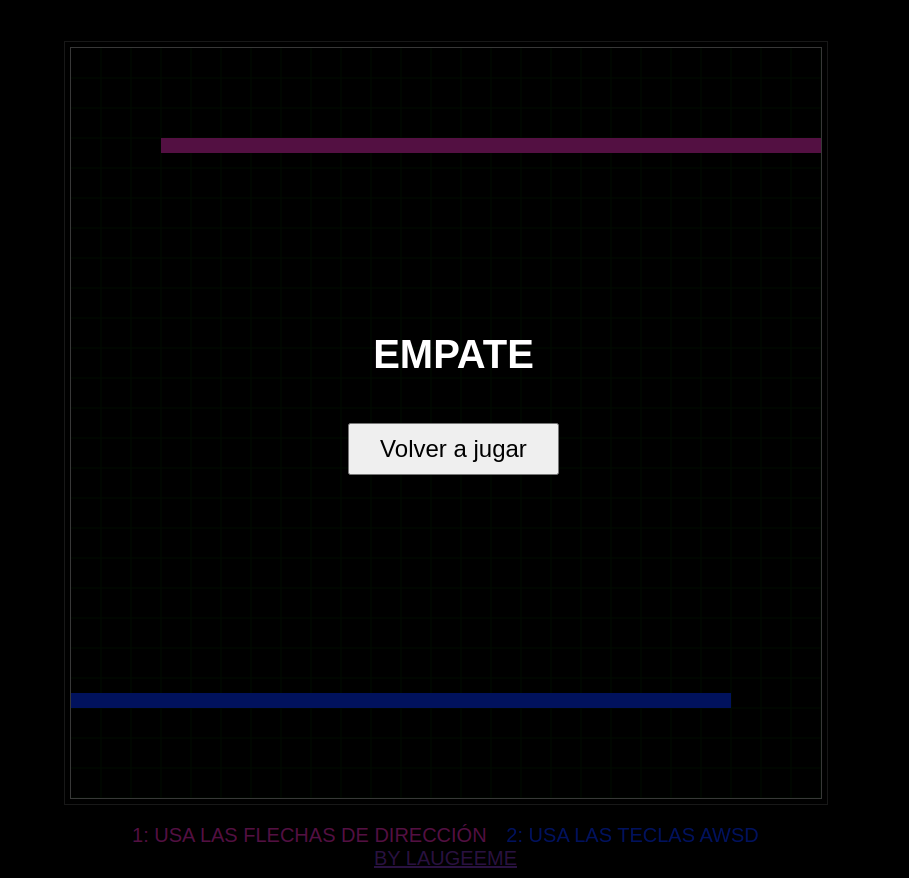 EMPATE
Volver a jugar
1: USA LAS FLECHAS DE DIRECCIÓN 2: USA LAS TECLAS AWSD
BY LAUGEEME